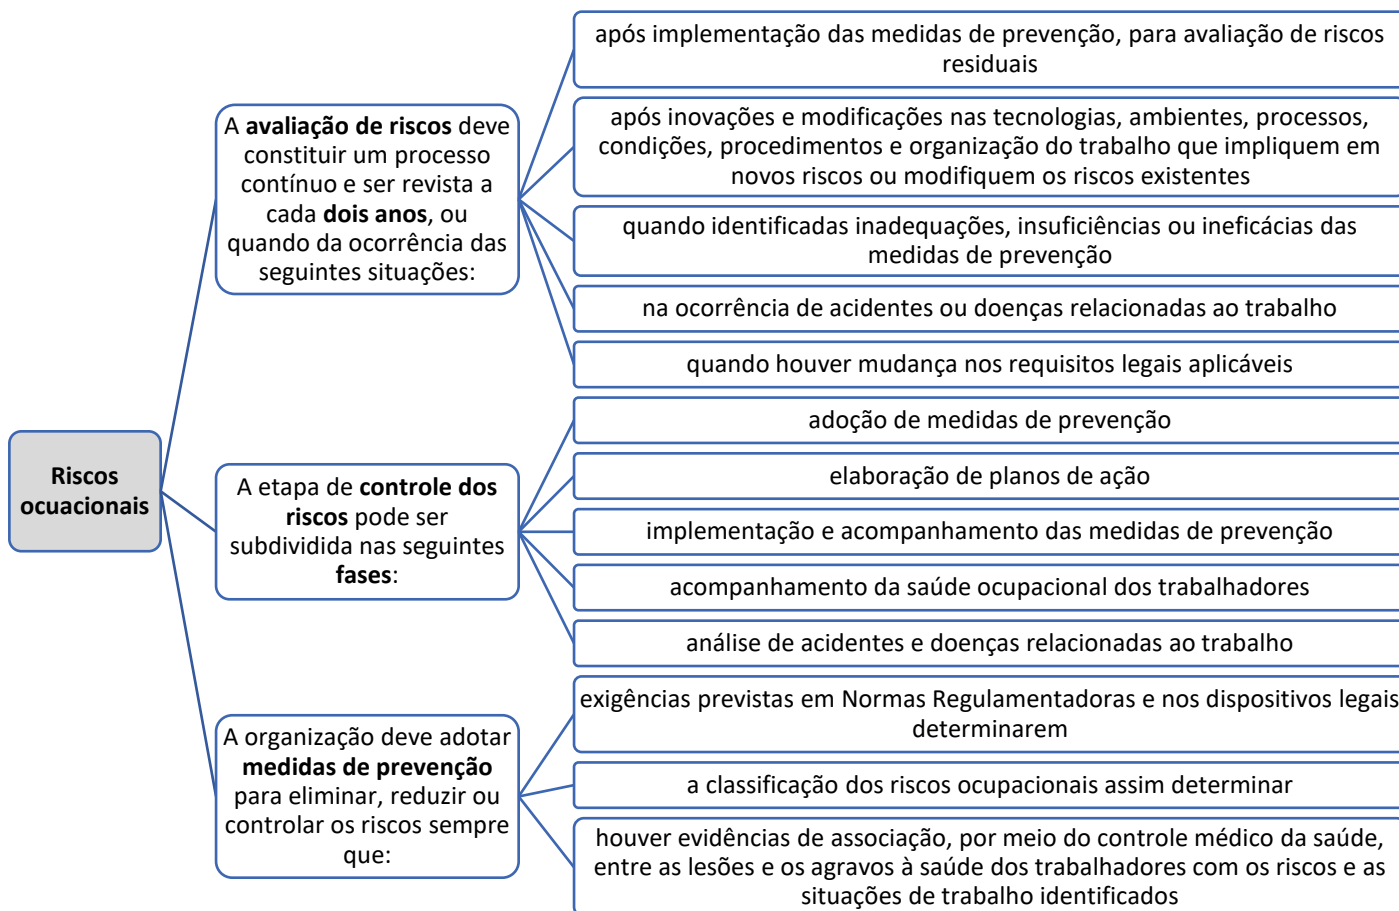 Riscos
ocuacionais
A avaliação de riscos deve
constituir um processo
contínuo e ser revista a
cada dois anos, ou
quando da ocorrência das
seguintes situações:
após implementação das medidas de prevenção, para avaliação de riscos
residuais
após inovações e modificações nas tecnologias, ambientes, processos,
condições, procedimentos e organização do trabalho que impliquem em
novos riscos ou modifiquem os riscos existentes
quando identificadas inadequações, insuficiências ou ineficácias das
medidas de prevenção
na ocorrência de acidentes ou doenças relacionadas ao trabalho
quando houver mudança nos requisitos legais aplicáveis
A etapa de controle dos
riscos pode ser
subdividida nas seguintes
fases:
adoção de medidas de prevenção
elaboração de planos de ação
implementação e acompanhamento das medidas de prevenção
acompanhamento da saúde ocupacional dos trabalhadores
análise de acidentes e doenças relacionadas ao trabalho
A organização deve adotar
medidas de prevenção
para eliminar, reduzir ou
controlar os riscos sempre
que:
exigências previstas em Normas Regulamentadoras e nos dispositivos legais
determinarem
a classificação dos riscos ocupacionais assim determinar
houver evidências de associação, por meio do controle médico da saúde,
entre as lesões e os agravos à saúde dos trabalhadores com os riscos e as
situações de trabalho identificados